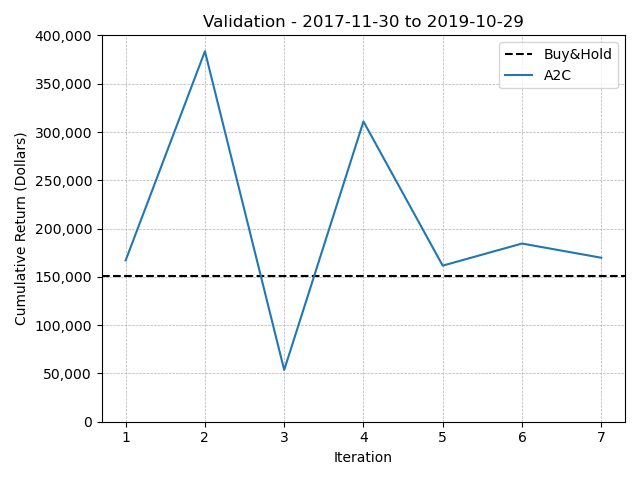 Validation - 2017-11-30 to 2019-10-29
Buy&Hold
A2C
Cumulative Return (Dollars)
400,000
350,000
300,000
250,000
200,000
150,000
100,000
50,000
0
1 2 3 4 5 6 7
Iteration